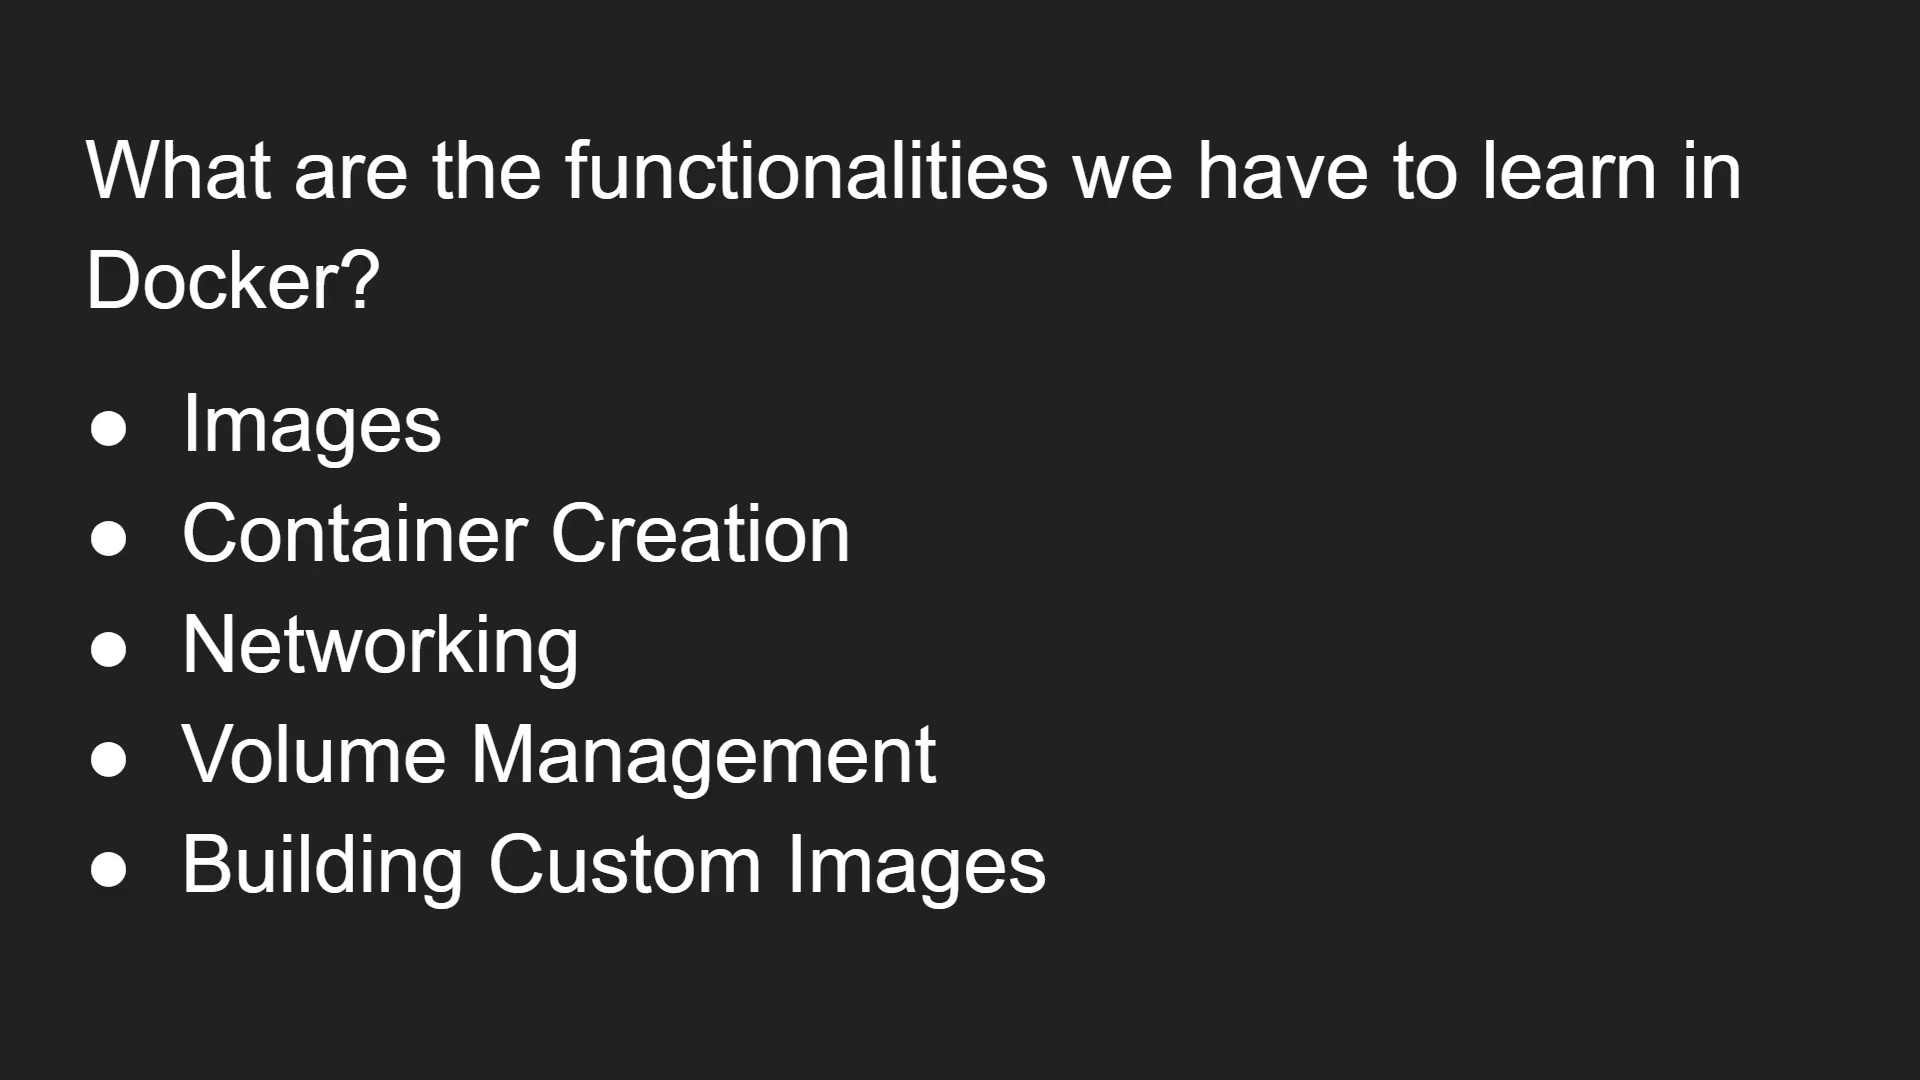 What are the functionalities we have to learn in
Docker?
● Images
● Container Creation
● Networking
● Volume Management
● Building Custom Images